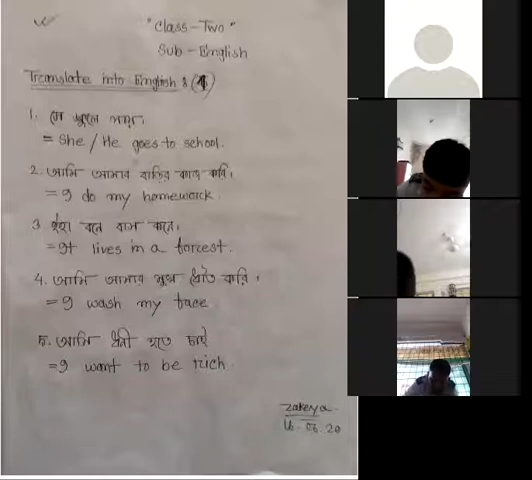 "Class-Two"
Sub-English
Translate into English :
1. সে স্কুলে যায়।
= She / He goes to school.
2. আমি আমার বাড়ির কাজ করি।
= I do my homework.
3 ইহা বনে বাস করে।
= It lives in a forest.
4. আমি আমার মুখ ধৌত করি।
= I wash my face
৫. আমি ধনী হতে চাই
= I want to be rich.
Zakeya
16.06.20